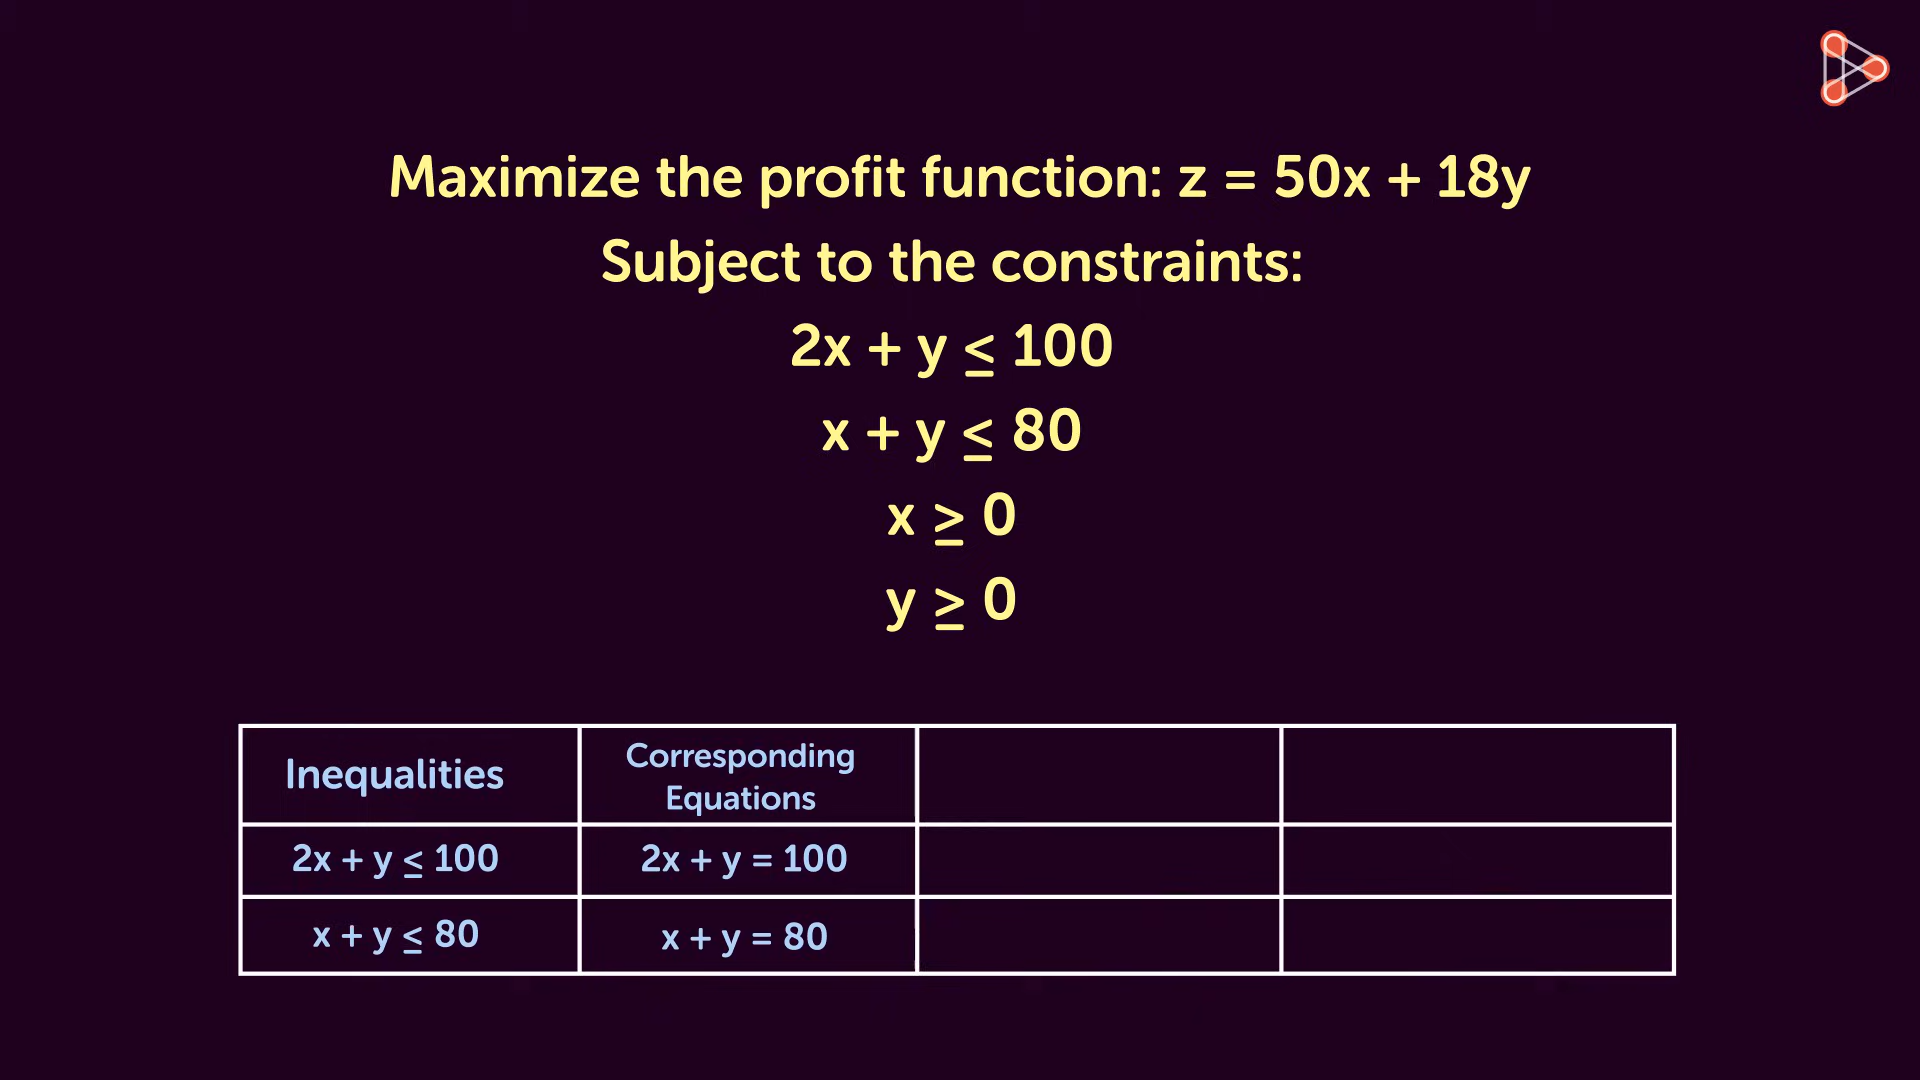 Maximize the profit function: z = 50x + 18y
Subject to the constraints:
2x + y ≤ 100
x + y ≤ 80
x ≥ 0
y ≥ 0
Inequalities
Corresponding
Equations
2x + y ≤ 100
2x + y = 100
x + y ≤ 80
x + y = 80